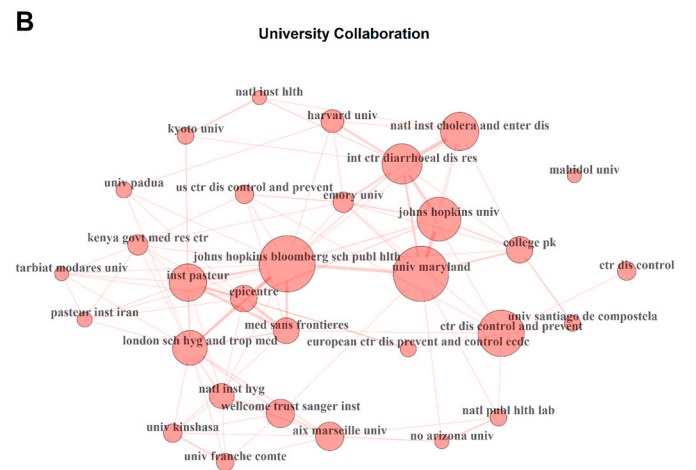 B
University Collaboration
natl inst hlth
harvard univ
natl inst cholera and enter dis
kyoto univ
int ctr diarrhoeal dis res
mahidol univ
univ padua
us ctr dis control and prevent
emory univ
johns hopkins univ
kenya govt med res ctr
college pk
johns hopkins bloomberg sch publ hlth
tarbiat modares univ
inst pasteur
univ maryland
ctr dis control
epicentre
pasteur inst iran
univ santiago de compostela
med sans frontieres
ctr dis control and prevent
london sch hyg and trop med
european ctr dis prevent and control ecdc
natl inst hyg
wellcome trust sanger inst
natl publ hlth lab
univ kinshasa
aix marseille univ
no arizona univ
univ franche comte